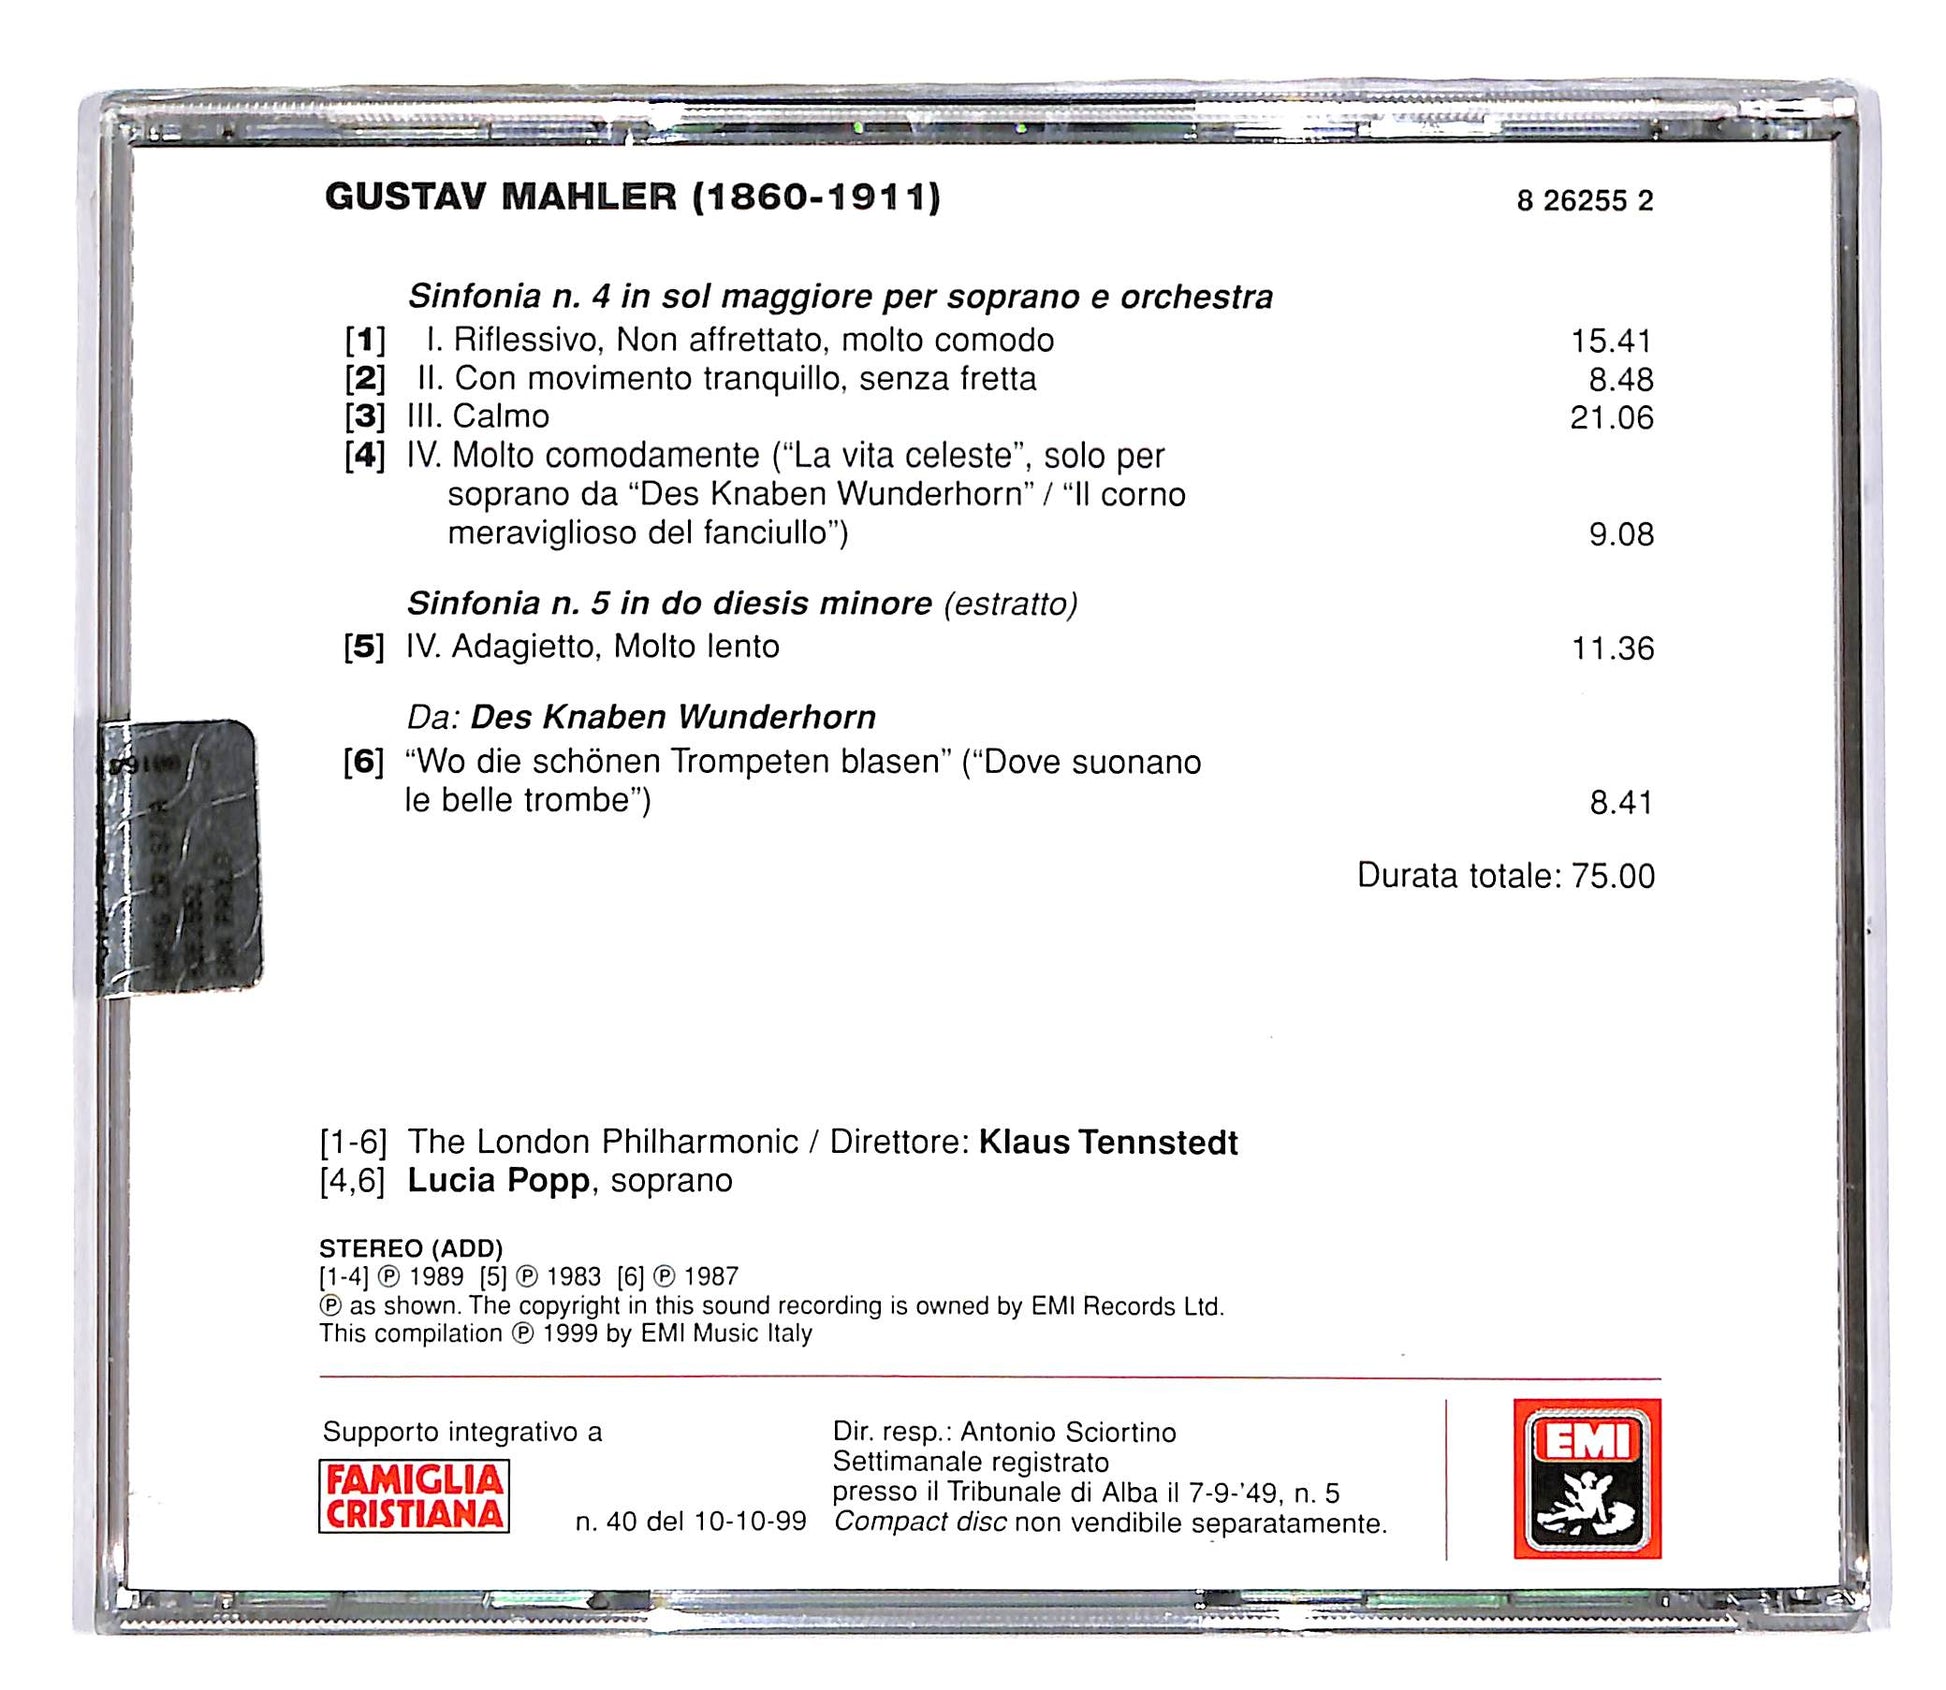 GUSTAV MAHLER (1860-1911) 8 26255 2
Sinfonia n. 4 in sol maggiore per soprano e orchestra
[1] I. Riflessivo, Non affrettato, molto comodo 15.41
[2] II. Con movimento tranquillo, senza fretta 8.48
[3] III. Calmo 21.06
[4] IV. Molto comodamente (“La vita celeste”, solo per
soprano da “Des Knaben Wunderhorn” / “Il corno
meraviglioso del fanciullo”) 9.08
Sinfonia n. 5 in do diesis minore (estratto)
[5] IV. Adagietto, Molto lento 11.36
Da: Des Knaben Wunderhorn
[6] “Wo die schönen Trompeten blasen” (“Dove suonano
le belle trombe”) 8.41
Durata totale: 75.00
[1-6] The London Philharmonic / Direttore: Klaus Tennstedt
[4,6] Lucia Popp, soprano
STEREO (ADD)
[1-4] ℗ 1989 [5] ℗ 1983 [6] ℗ 1987
℗ as shown. The copyright in this sound recording is owned by EMI Records Ltd.
This compilation ℗ 1999 by EMI Music Italy
Supporto integrativo a
FAMIGLIA
CRISTIANA
n. 40 del 10-10-99
Dir. resp.: Antonio Sciortino
Settimanale registrato
presso il Tribunale di Alba il 7-9-'49, n. 5
Compact disc non vendibile separatamente.
EMI